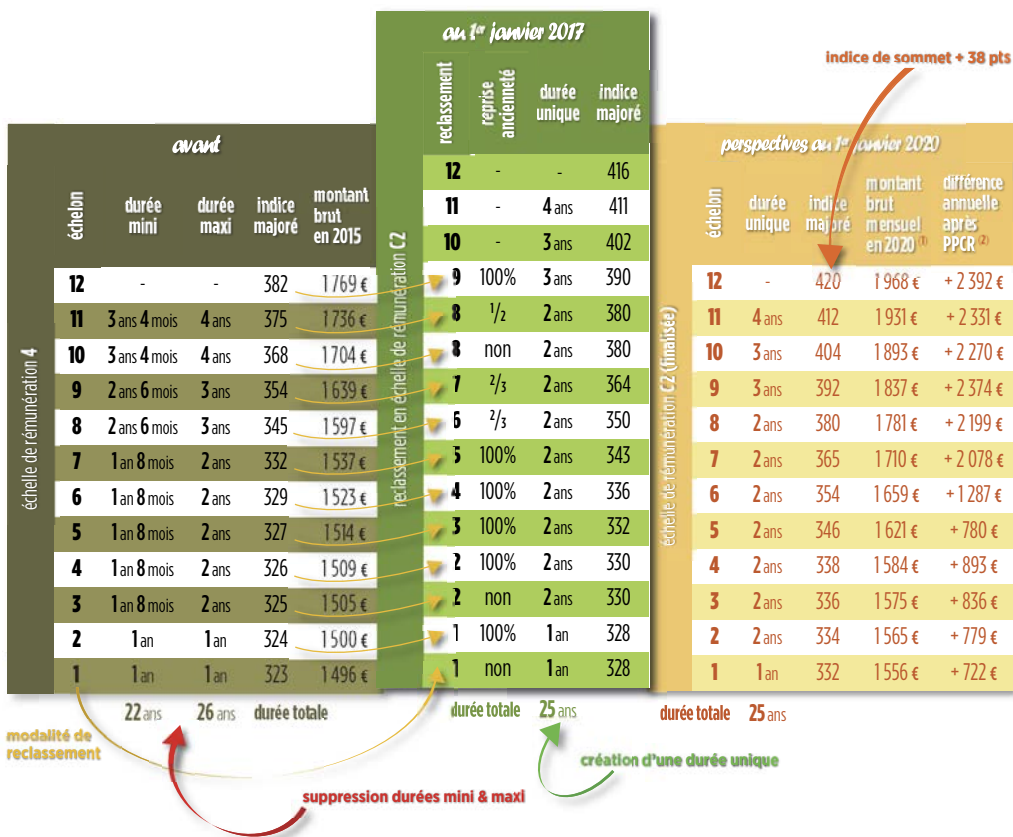 au 1er janvier 2017
reclassement reprise ancienneté durée unique indice majoré
12 - - 416
11 - 4 ans 411
10 - 3 ans 402
9 100% 3 ans 390
8 1/2 2 ans 380
8 non 2 ans 380
7 2/3 2 ans 364
6 2/3 2 ans 350
5 100% 2 ans 343
4 100% 2 ans 336
3 100% 2 ans 332
2 100% 2 ans 330
2 non 2 ans 330
1 100% 1 an 328
1 non 1 an 328
reclassement en échelle de rémunération C2
durée totale 25 ans
création d'une durée unique
avant
échelon durée mini durée maxi indice majoré montant brut en 2015
12 - - 382 1 769 €
11 3 ans 4 mois 4 ans 375 1 736 €
10 3 ans 4 mois 4 ans 368 1 704 €
9 2 ans 6 mois 3 ans 354 1 639 €
8 2 ans 6 mois 3 ans 345 1 597 €
7 1 an 8 mois 2 ans 332 1 537 €
6 1 an 8 mois 2 ans 329 1 523 €
5 1 an 8 mois 2 ans 327 1 514 €
4 1 an 8 mois 2 ans 326 1 509 €
3 1 an 8 mois 2 ans 325 1 505 €
2 1 an 1 an 324 1 500 €
1 1 an 1 an 323 1 496 €
échelle de rémunération 4
22 ans 26 ans durée totale
modalité de
reclassement
suppression durées mini & maxi
indice de sommet + 38 pts
perspectives au 1er janvier 2020
échelon durée unique indice majoré montant brut mensuel en 2020 (1) différence annuelle après PPCR (2)
12 - 420 1 968 € + 2 392 €
11 4 ans 412 1 931 € + 2 331 €
10 3 ans 404 1 893 € + 2 270 €
9 3 ans 392 1 837 € + 2 374 €
8 2 ans 380 1 781 € + 2 199 €
7 2 ans 365 1 710 € + 2 078 €
6 2 ans 354 1 659 € + 1 287 €
5 2 ans 346 1 621 € + 780 €
4 2 ans 338 1 584 € + 893 €
3 2 ans 336 1 575 € + 836 €
2 2 ans 334 1 565 € + 779 €
1 1 an 332 1 556 € + 722 €
échelle de rémunération C2 (finalisée)
durée totale 25 ans